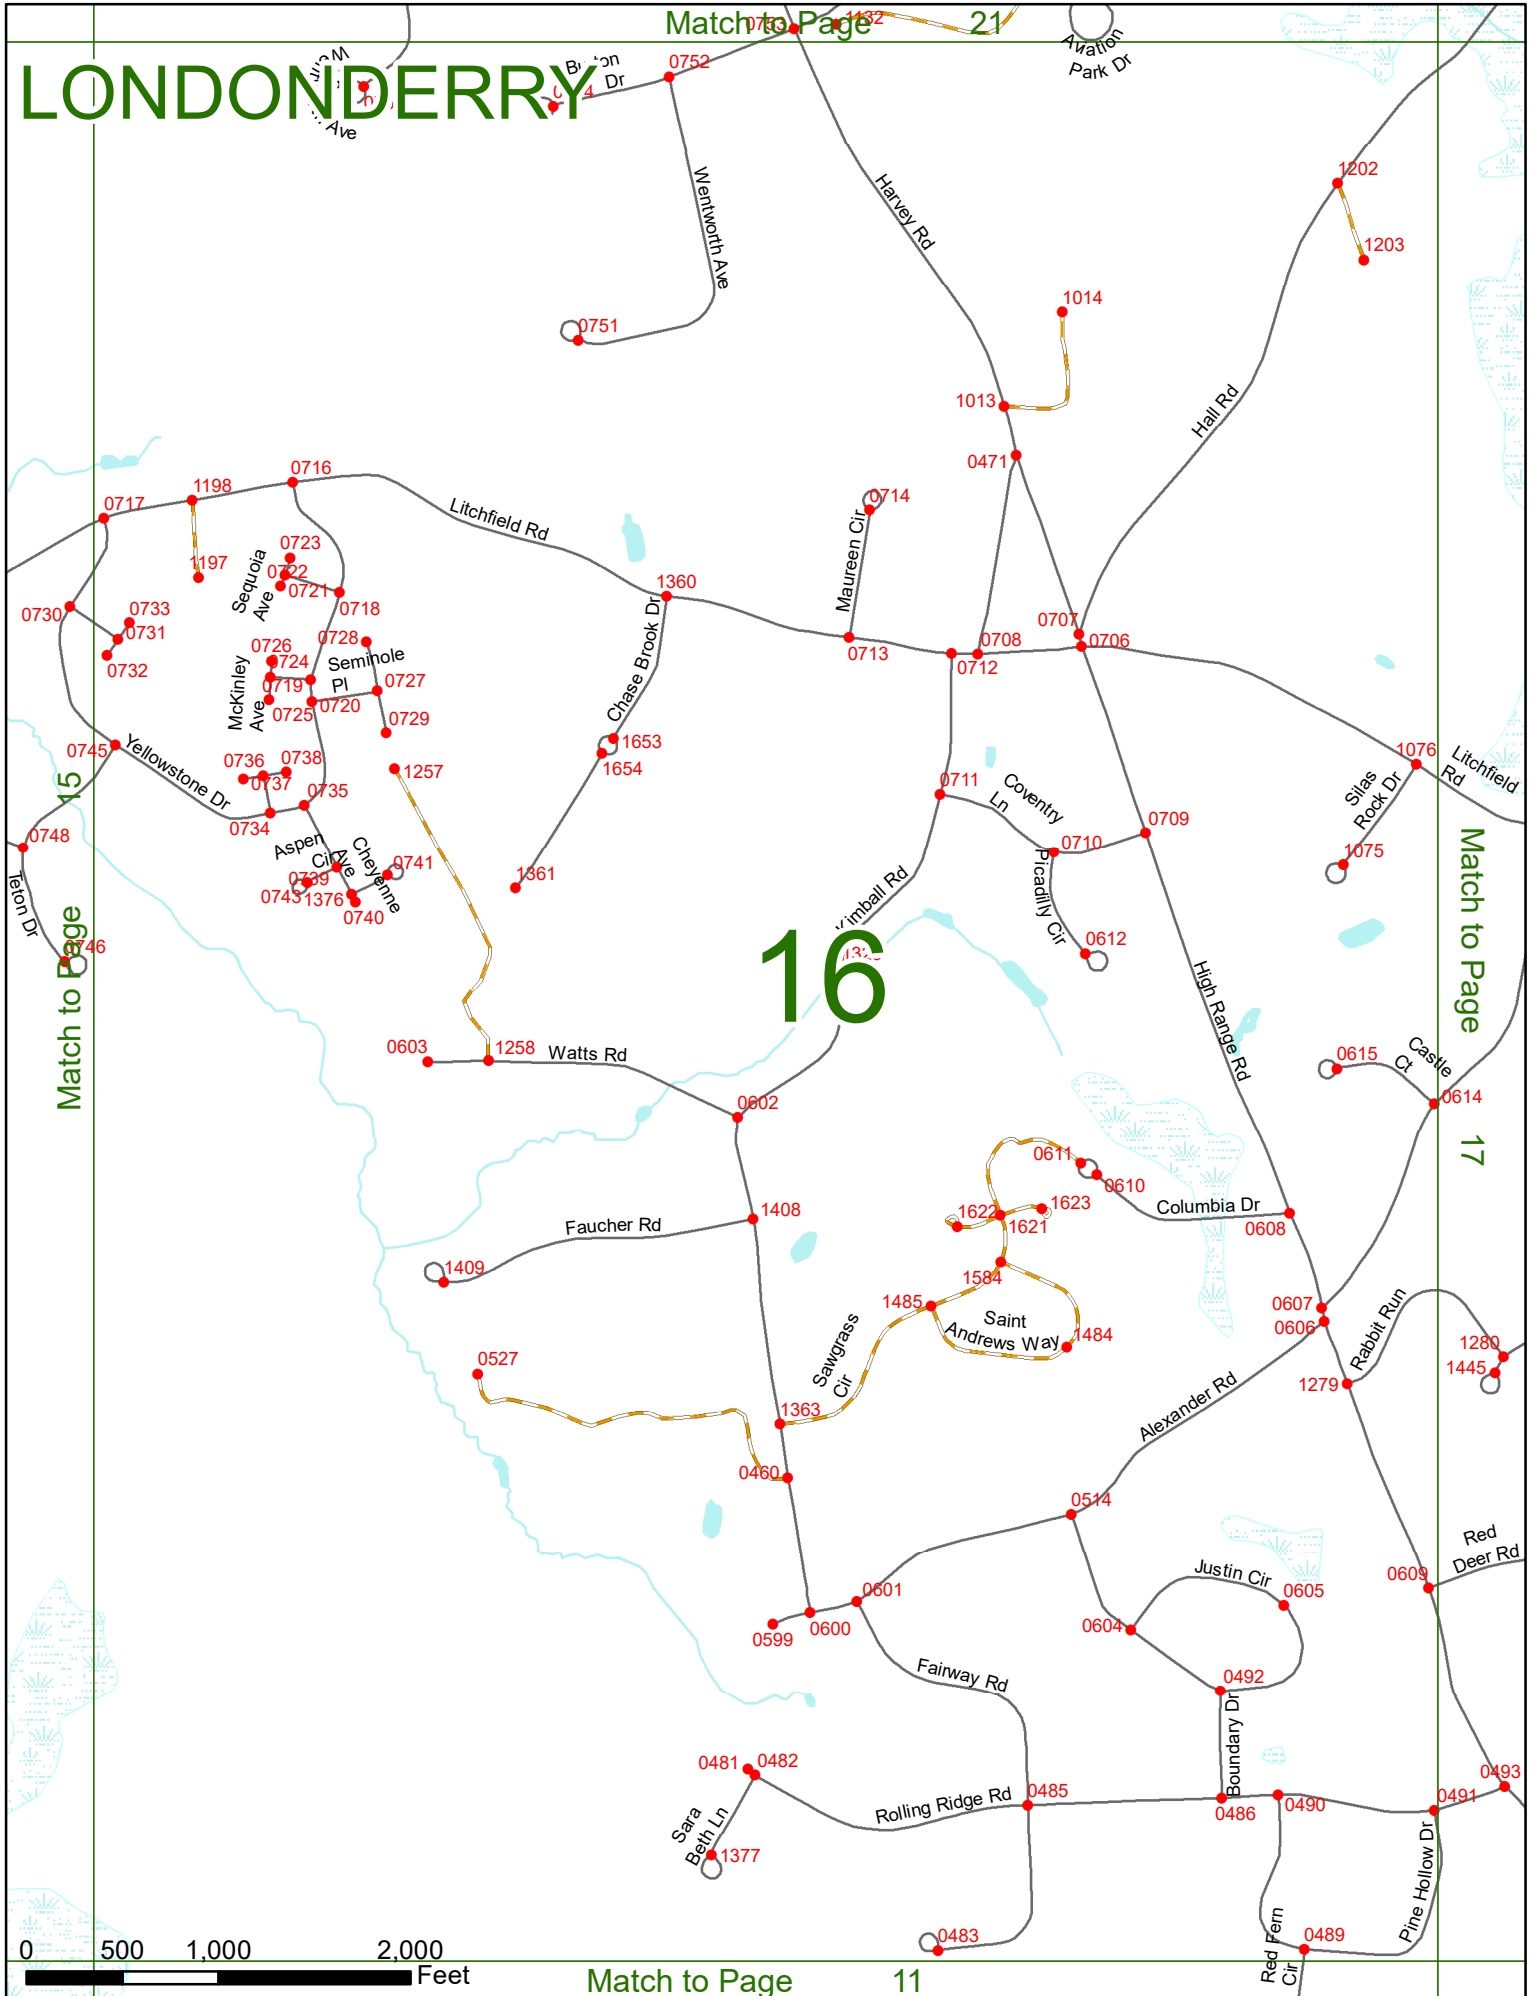 Match to Page 21
0753
1132
LONDONDERRY
Aviation
Park Dr
Dr
0752
Ave
Wentworth Ave
Harvey Rd
1202
1203
0751
1014
1013
0471
Hall Rd
0716
1198
0717
Litchfield Rd
0714
Maureen Cir
0723
0722
1197
0721
Sequoia
Ave
0718
1360
0730
0733
0731
0732
0728
0726
0724
Seminole
Pl
0719
0727
McKinley
Ave
0725
0720
0729
Chase Brook Dr
0713
0712
0708
0707
0706
0745
Yellowstone Dr
0736
0738
0737
0735
0734
1257
1653
1654
0711
Coventry
Ln
1076
Litchfield
Rd
Silas
Rock Dr
15
0748
Aspen
Cir
Cheyenne
Ave
0741
0739
0743
1376
0740
1361
0710
0709
1075
Teton Dr
0746
Match to Page
Kimball Rd
Picadilly Cir
0612
16
High Range Rd
Match to Page
17
0603
1258
Watts Rd
0602
0615
Castle
Ct
0614
0611
0610
Columbia Dr
0608
1622
1623
1621
1408
Faucher Rd
1409
1584
1485
Saint
Andrews Way
1484
Sawgrass
Cir
0607
0606
Rabbit Run
1280
1445
1279
0527
1363
Alexander Rd
0460
0514
Red
Deer Rd
0609
Justin Cir
0605
0604
0601
0600
0599
Fairway Rd
0492
Boundary Dr
0481
0482
Rolling Ridge Rd
0485
0486
0490
0491
0493
Sara
Beth Ln
1377
Pine Hollow Dr
0483
Red Fern
Cir
0489
0 500 1,000 2,000
Feet
Match to Page 11